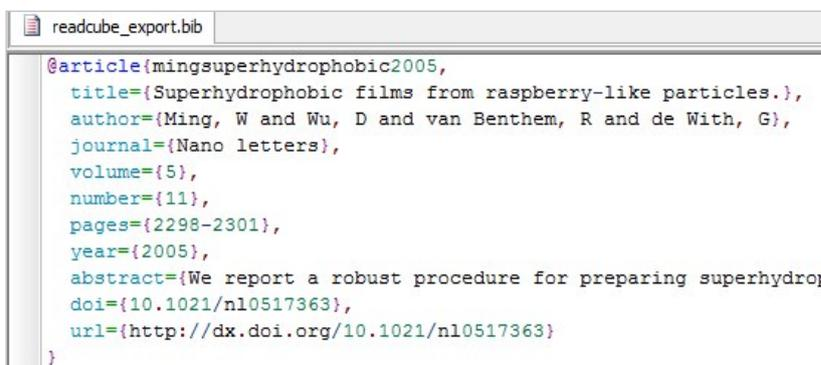 readcube_export.bib
@article{mingsuperhydrophobic2005,
title={Superhydrophobic films from raspberry-like particles.},
author={Ming, W and Wu, D and van Benthem, R and de With, G},
journal={Nano letters},
volume={5},
number={11},
pages={2298-2301},
year={2005},
abstract={We report a robust procedure for preparing superhydrop
doi={10.1021/nl0517363},
url={http://dx.doi.org/10.1021/nl0517363}
}